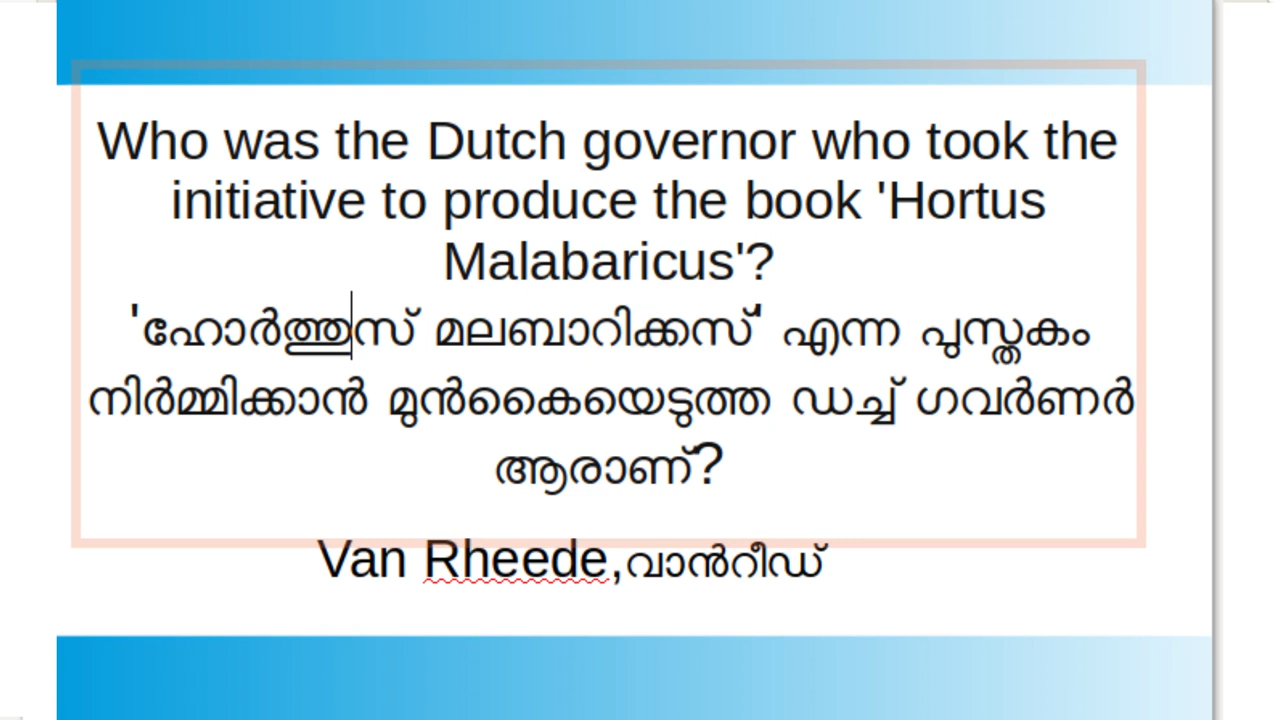 Who was the Dutch governor who took the
initiative to produce the book 'Hortus
Malabaricus'?
'ഹോർത്തുസ് മലബാറിക്കസ്' എന്ന പുസ്തകം
നിർമ്മിക്കാൻ മുൻകൈയെടുത്ത ഡച്ച് ഗവർണർ
ആരാണ്?
Van Rheede,വാൻറീഡ്